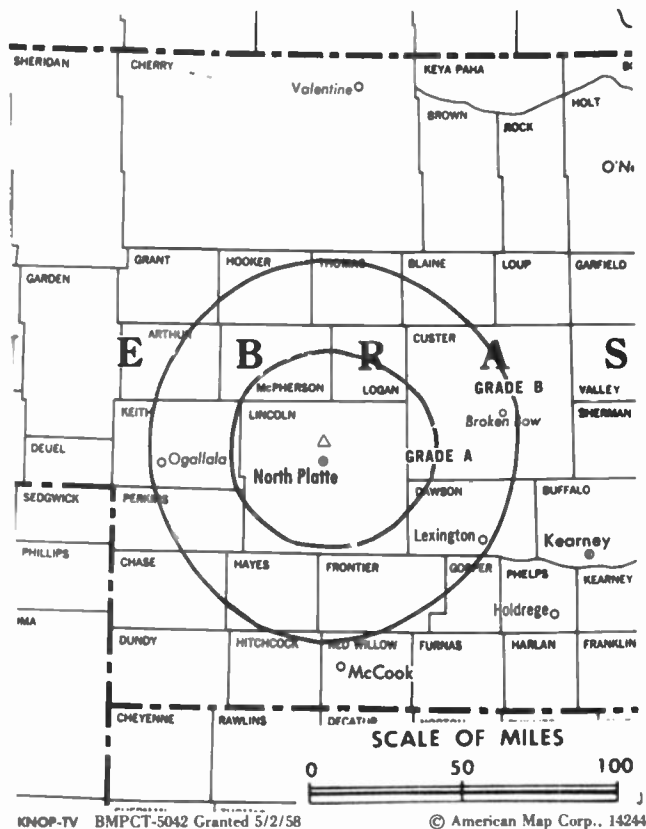 SHERIDAN
CHERRY
KEYA PAHA
Valentine
HOLT
BROWN
ROCK
GRANT
HOOKER
THOMAS
BLAINE
LOUP
GARFIELD
GARDEN
ARTHUR
CUSTER
E B R A S
McPHERSON
LOGAN
GRADE B
VALLEY
KEITH
LINCOLN
Broken Bow
SHERMAN
DEUEL
Ogallala
GRADE A
North Platte
SEDGWICK
PERKINS
DAWSON
BUFFALO
Lexington
Kearney
PHILLIPS
CHASE
HAYES
FRONTIER
GOSPER
PHELPS
KEARNEY
Holdrege
DUNDY
HITCHCOCK
RED WILLOW
FURNAS
HARLAN
FRANKLIN
McCook
CHEYENNE
RAWLINS
DECATUR
SCALE OF MILES
0 50 100
KNOP-TV BMPCT-5042 Granted 5/2/58 © American Map Corp., 14244